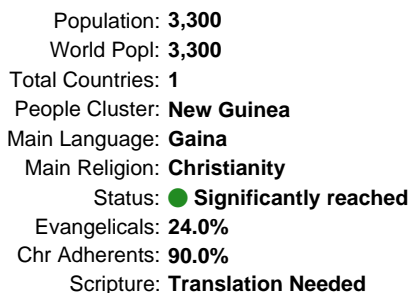 Population: 3,300
World Popl: 3,300
Total Countries: 1
People Cluster: New Guinea
Main Language: Gaina
Main Religion: Christianity
Status: Significantly reached
Evangelicals: 24.0%
Chr Adherents: 90.0%
Scripture: Translation Needed